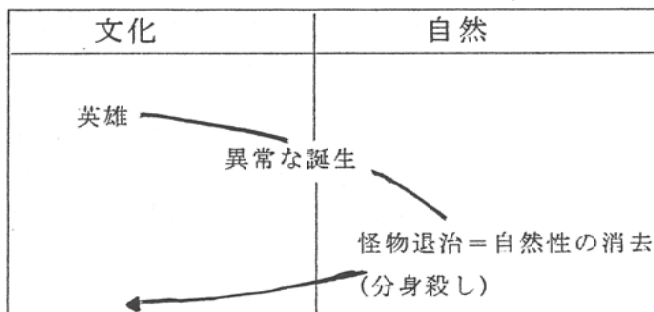 文化
自然
英雄
異常な誕生
怪物退治＝自然性の消去
(分身殺し)